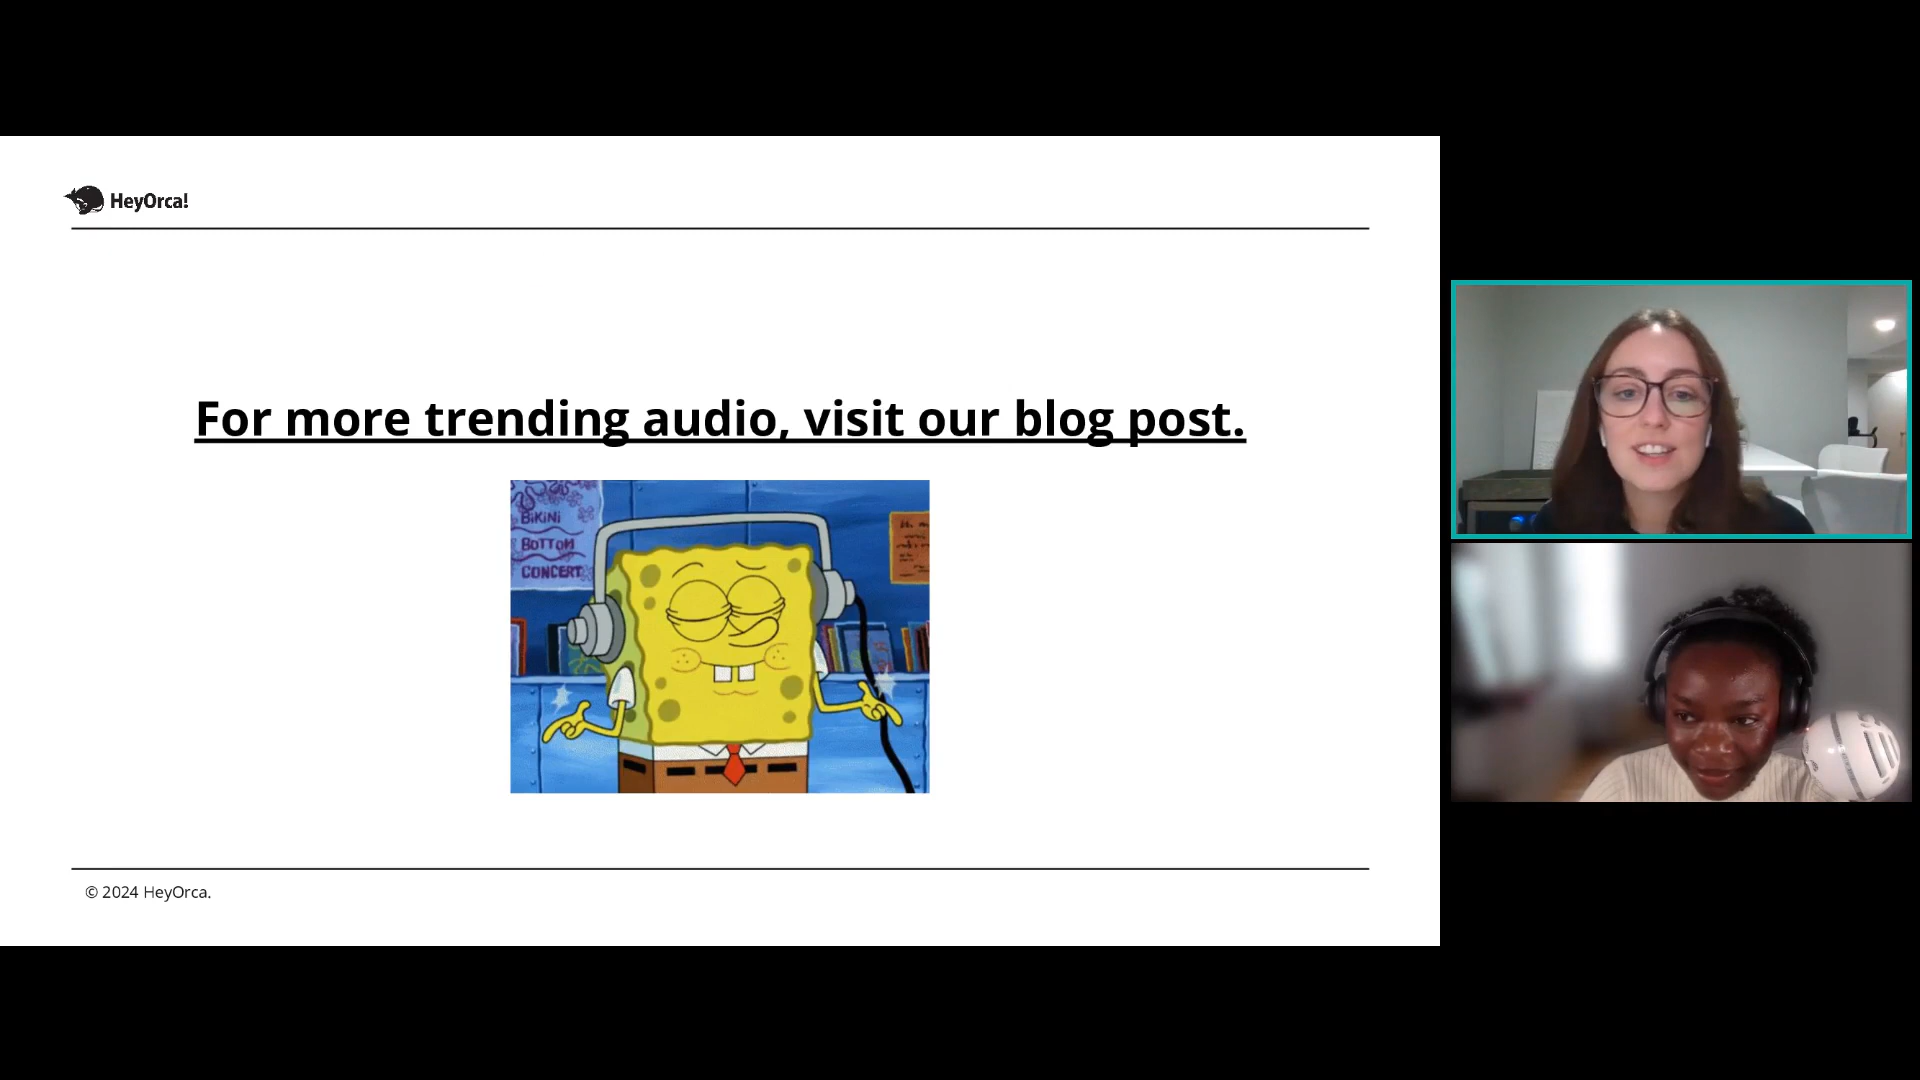 HeyOrca!
For more trending audio, visit our blog post.
BiKiNi
BOTTOM
CONCERT
© 2024 HeyOrca.